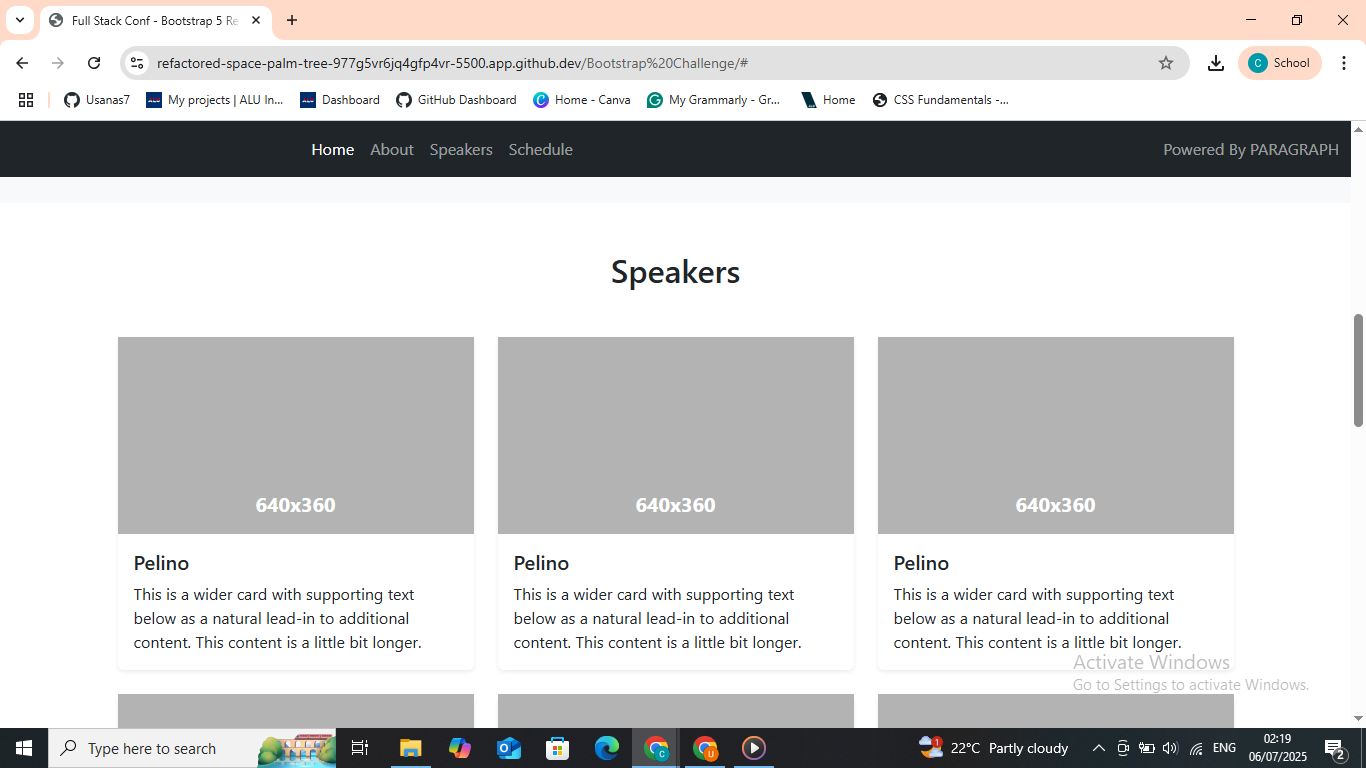 Full Stack Conf - Bootstrap 5 Re
refactored-space-palm-tree-977g5vr6jq4gfp4vr-5500.app.github.dev/Bootstrap%20Challenge/#
C School
Usanas7
My projects | ALU In...
Dashboard
GitHub Dashboard
Home - Canva
My Grammarly - Gr...
Home
CSS Fundamentals -...
Home About Speakers Schedule Powered By PARAGRAPH
Speakers
640x360 640x360 640x360
Pelino
This is a wider card with supporting text
below as a natural lead-in to additional
content. This content is a little bit longer.
Pelino
This is a wider card with supporting text
below as a natural lead-in to additional
content. This content is a little bit longer.
Pelino
This is a wider card with supporting text
below as a natural lead-in to additional
content. This content is a little bit longer.
Activate Windows
Go to Settings to activate Windows.
Type here to search
22°C Partly cloudy
ENG
02:19
06/07/2025
2